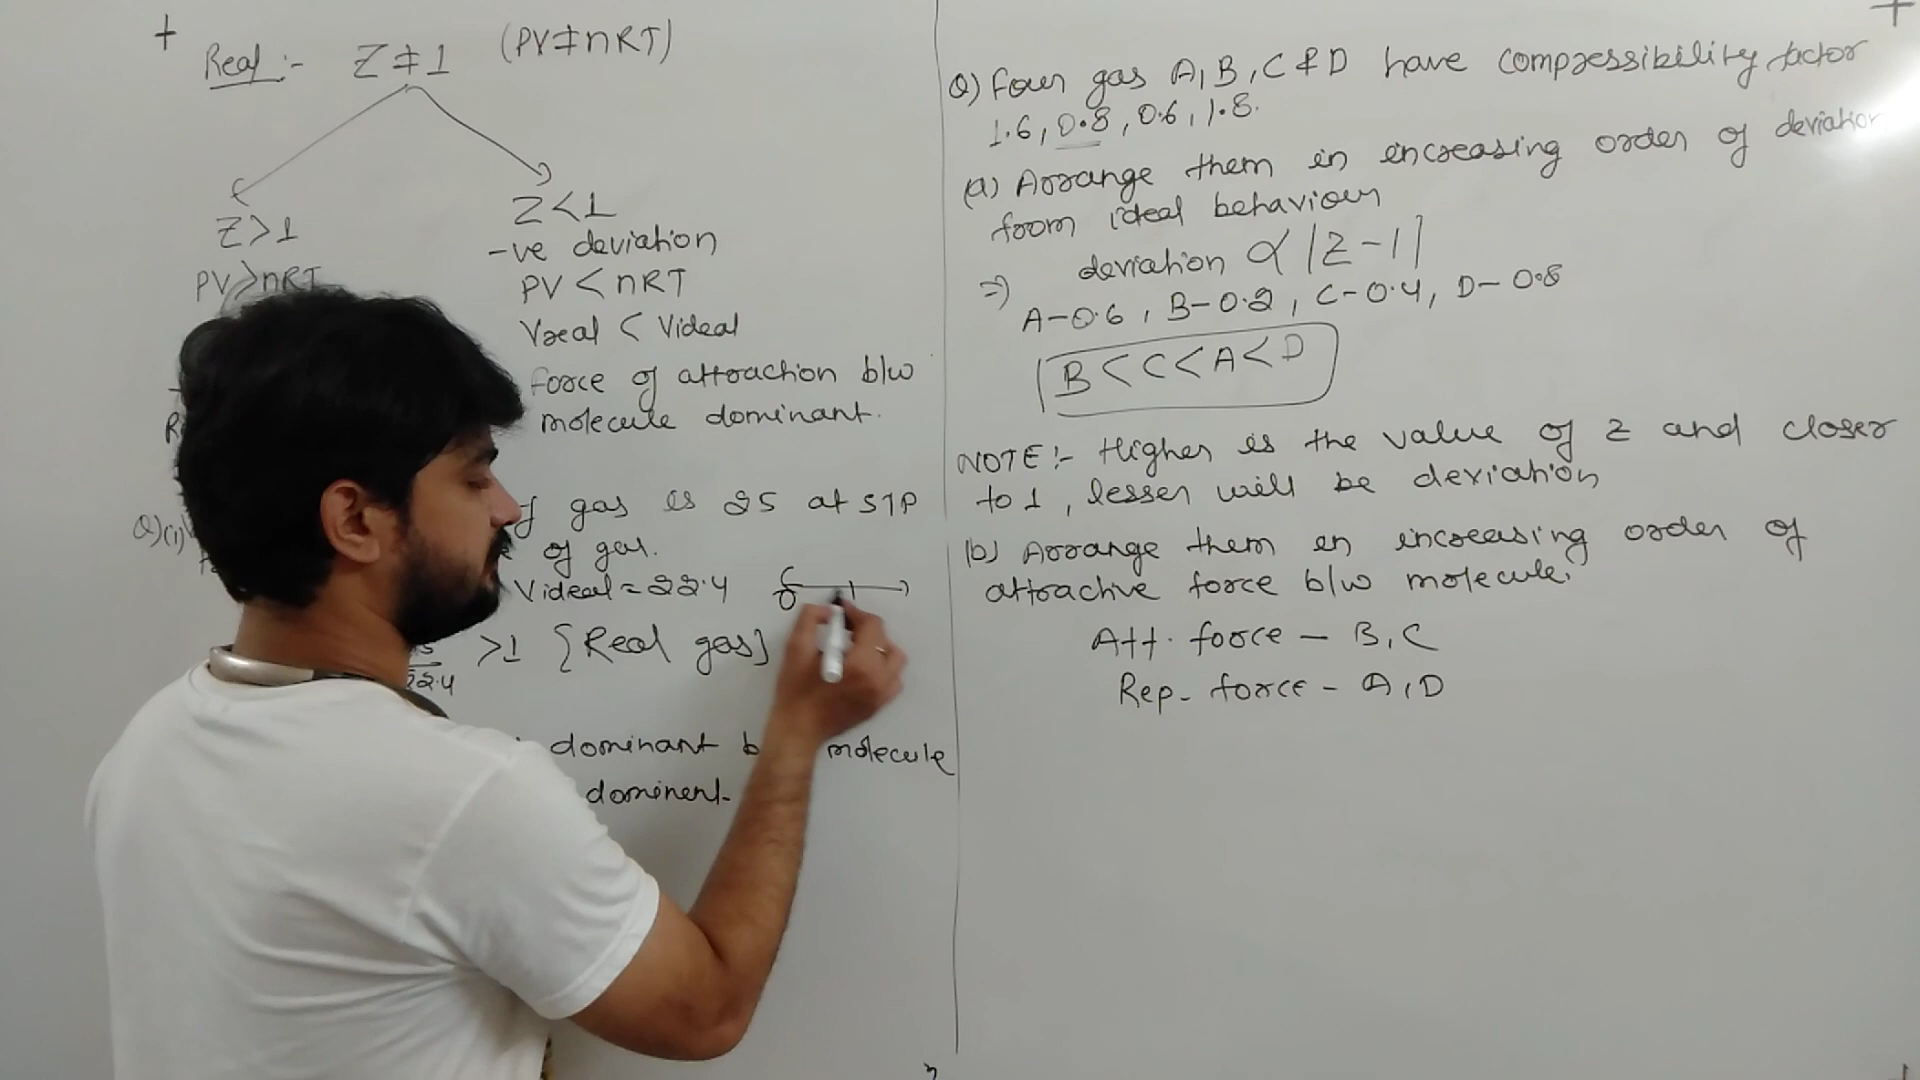 Real :- Z ≠ 1 (PV ≠ nRT)
Z > 1
PV > nRT
Z < 1
-ve deviation
PV < nRT
Vreal < Videal
force of attraction b/w
molecule dominant.
Q)(1)
gas is 25 at STP
of gas.
Videal = 22.4
0
22.4
>1 {Real gas}
dominant molecule
dominent
Q) Four gas A, B, C & D have compressibility factor
1.6, 0.8, 0.6, 1.8.
(a) Arrange them in increasing order of deviation
from ideal behaviour
=> deviation ∝ |Z-1|
A-0.6, B-0.2, C-0.4, D-0.8
B < C < A < D
NOTE:- Higher is the value of Z and closer
to 1, lesser will be deviation
(b) Arrange them in increasing order of
attractive force b/w molecule.
Att. force - B, C
Rep. force - A, D